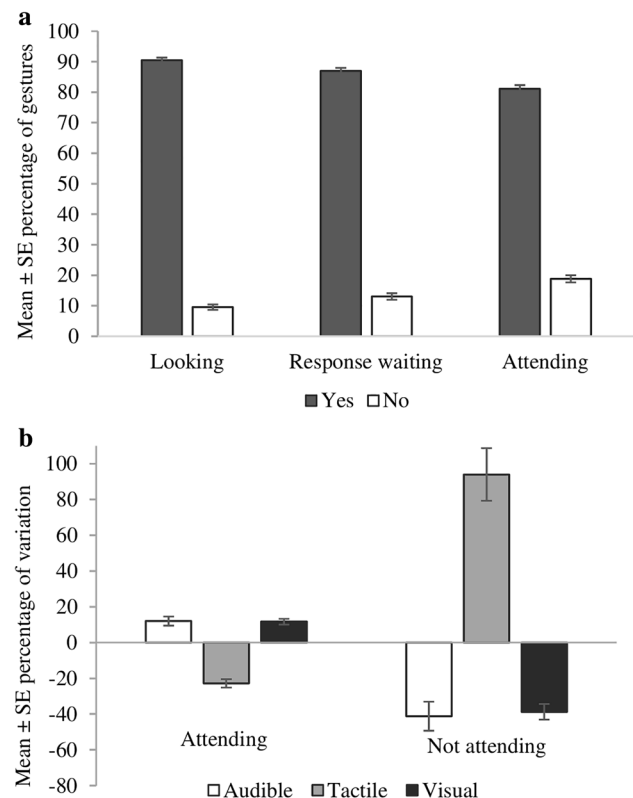 a
Mean ± SE percentage of gestures
100
90
80
70
60
50
40
30
20
10
0
Looking Response waiting Attending
Yes No
b
Mean ± SE percentage of variation
100
80
60
40
20
0
-20
-40
-60
-80
Attending Not attending
Audible Tactile Visual